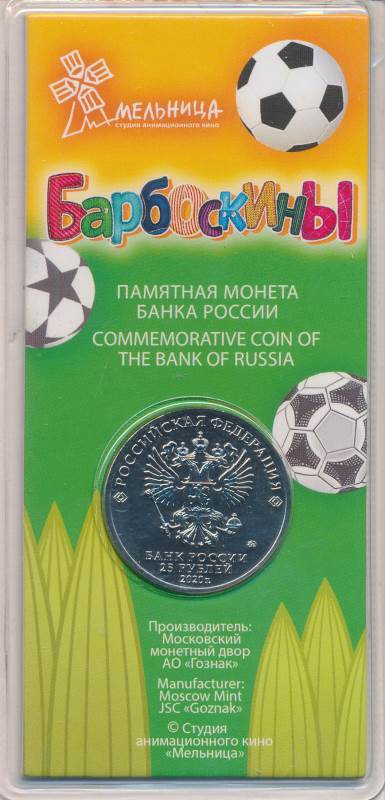 Мельница
студия анимационного кино
Барбоскины
ПАМЯТНАЯ МОНЕТА
БАНКА РОССИИ
COMMEMORATIVE COIN OF
THE BANK OF RUSSIA
РОССИЙСКАЯ ФЕДЕРАЦИЯ
БАНК РОССИИ
25 РУБЛЕЙ
2020 г.
Производитель:
Московский
монетный двор
АО «Гознак»
Manufacturer:
Moscow Mint
JSC «Goznak»
© Студия
анимационного кино
«Мельница»